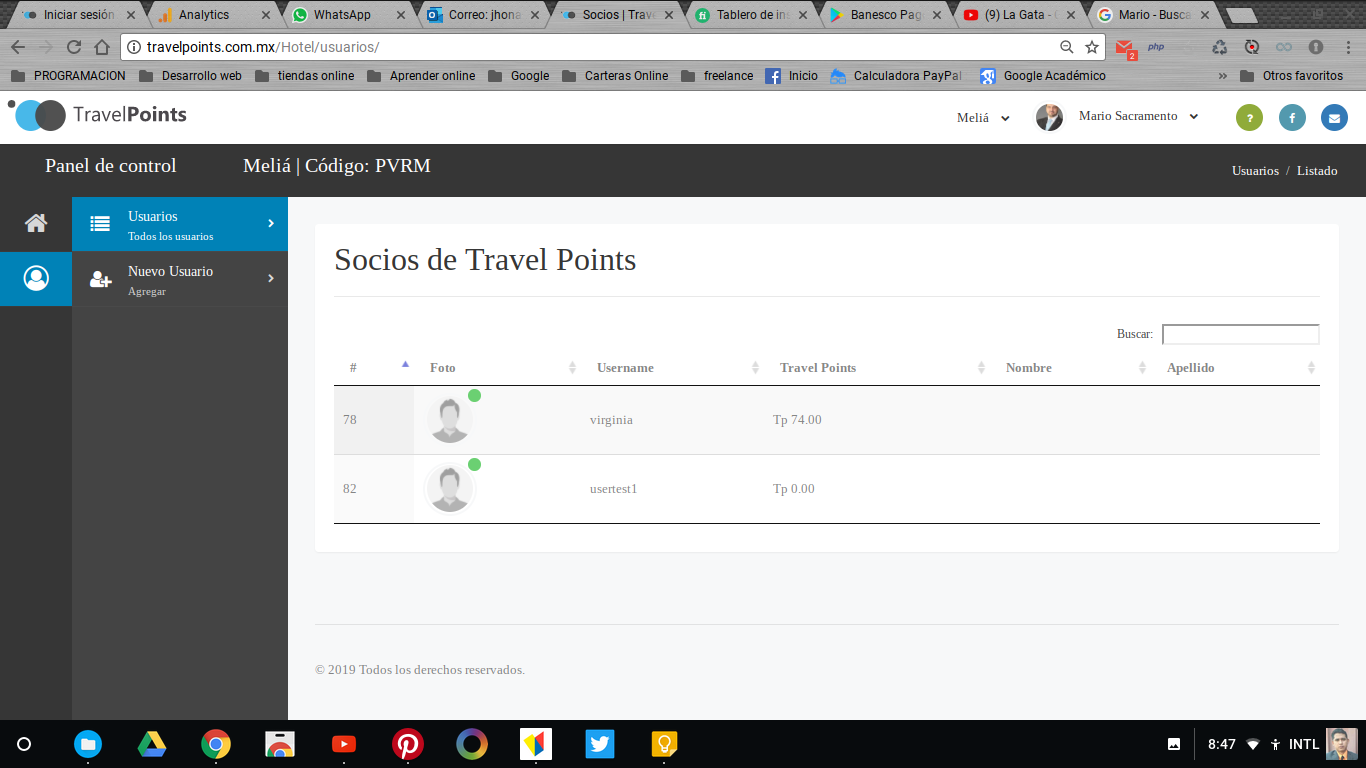 Iniciar sesión
Analytics
WhatsApp
Correo: jhona
Socios | Trave
Tablero de ins
Banesco Pag
(9) La Gata - 
Mario - Busca
travelpoints.com.mx/Hotel/usuarios/
2
php
PROGRAMACION
Desarrollo web
tiendas online
Aprender online
Google
Carteras Online
freelance
Inicio
Calculadora PayPal
Google Académico
»
Otros favoritos
TravelPoints
Meliá
Mario Sacramento
?
f
Panel de control
Meliá | Código: PVRM
Usuarios / Listado
Usuarios
Todos los usuarios
Nuevo Usuario
Agregar
Socios de Travel Points
Buscar:
# Foto Username Travel Points Nombre Apellido
78 virginia Tp 74.00
82 usertest1 Tp 0.00
© 2019 Todos los derechos reservados.
8:47 INTL